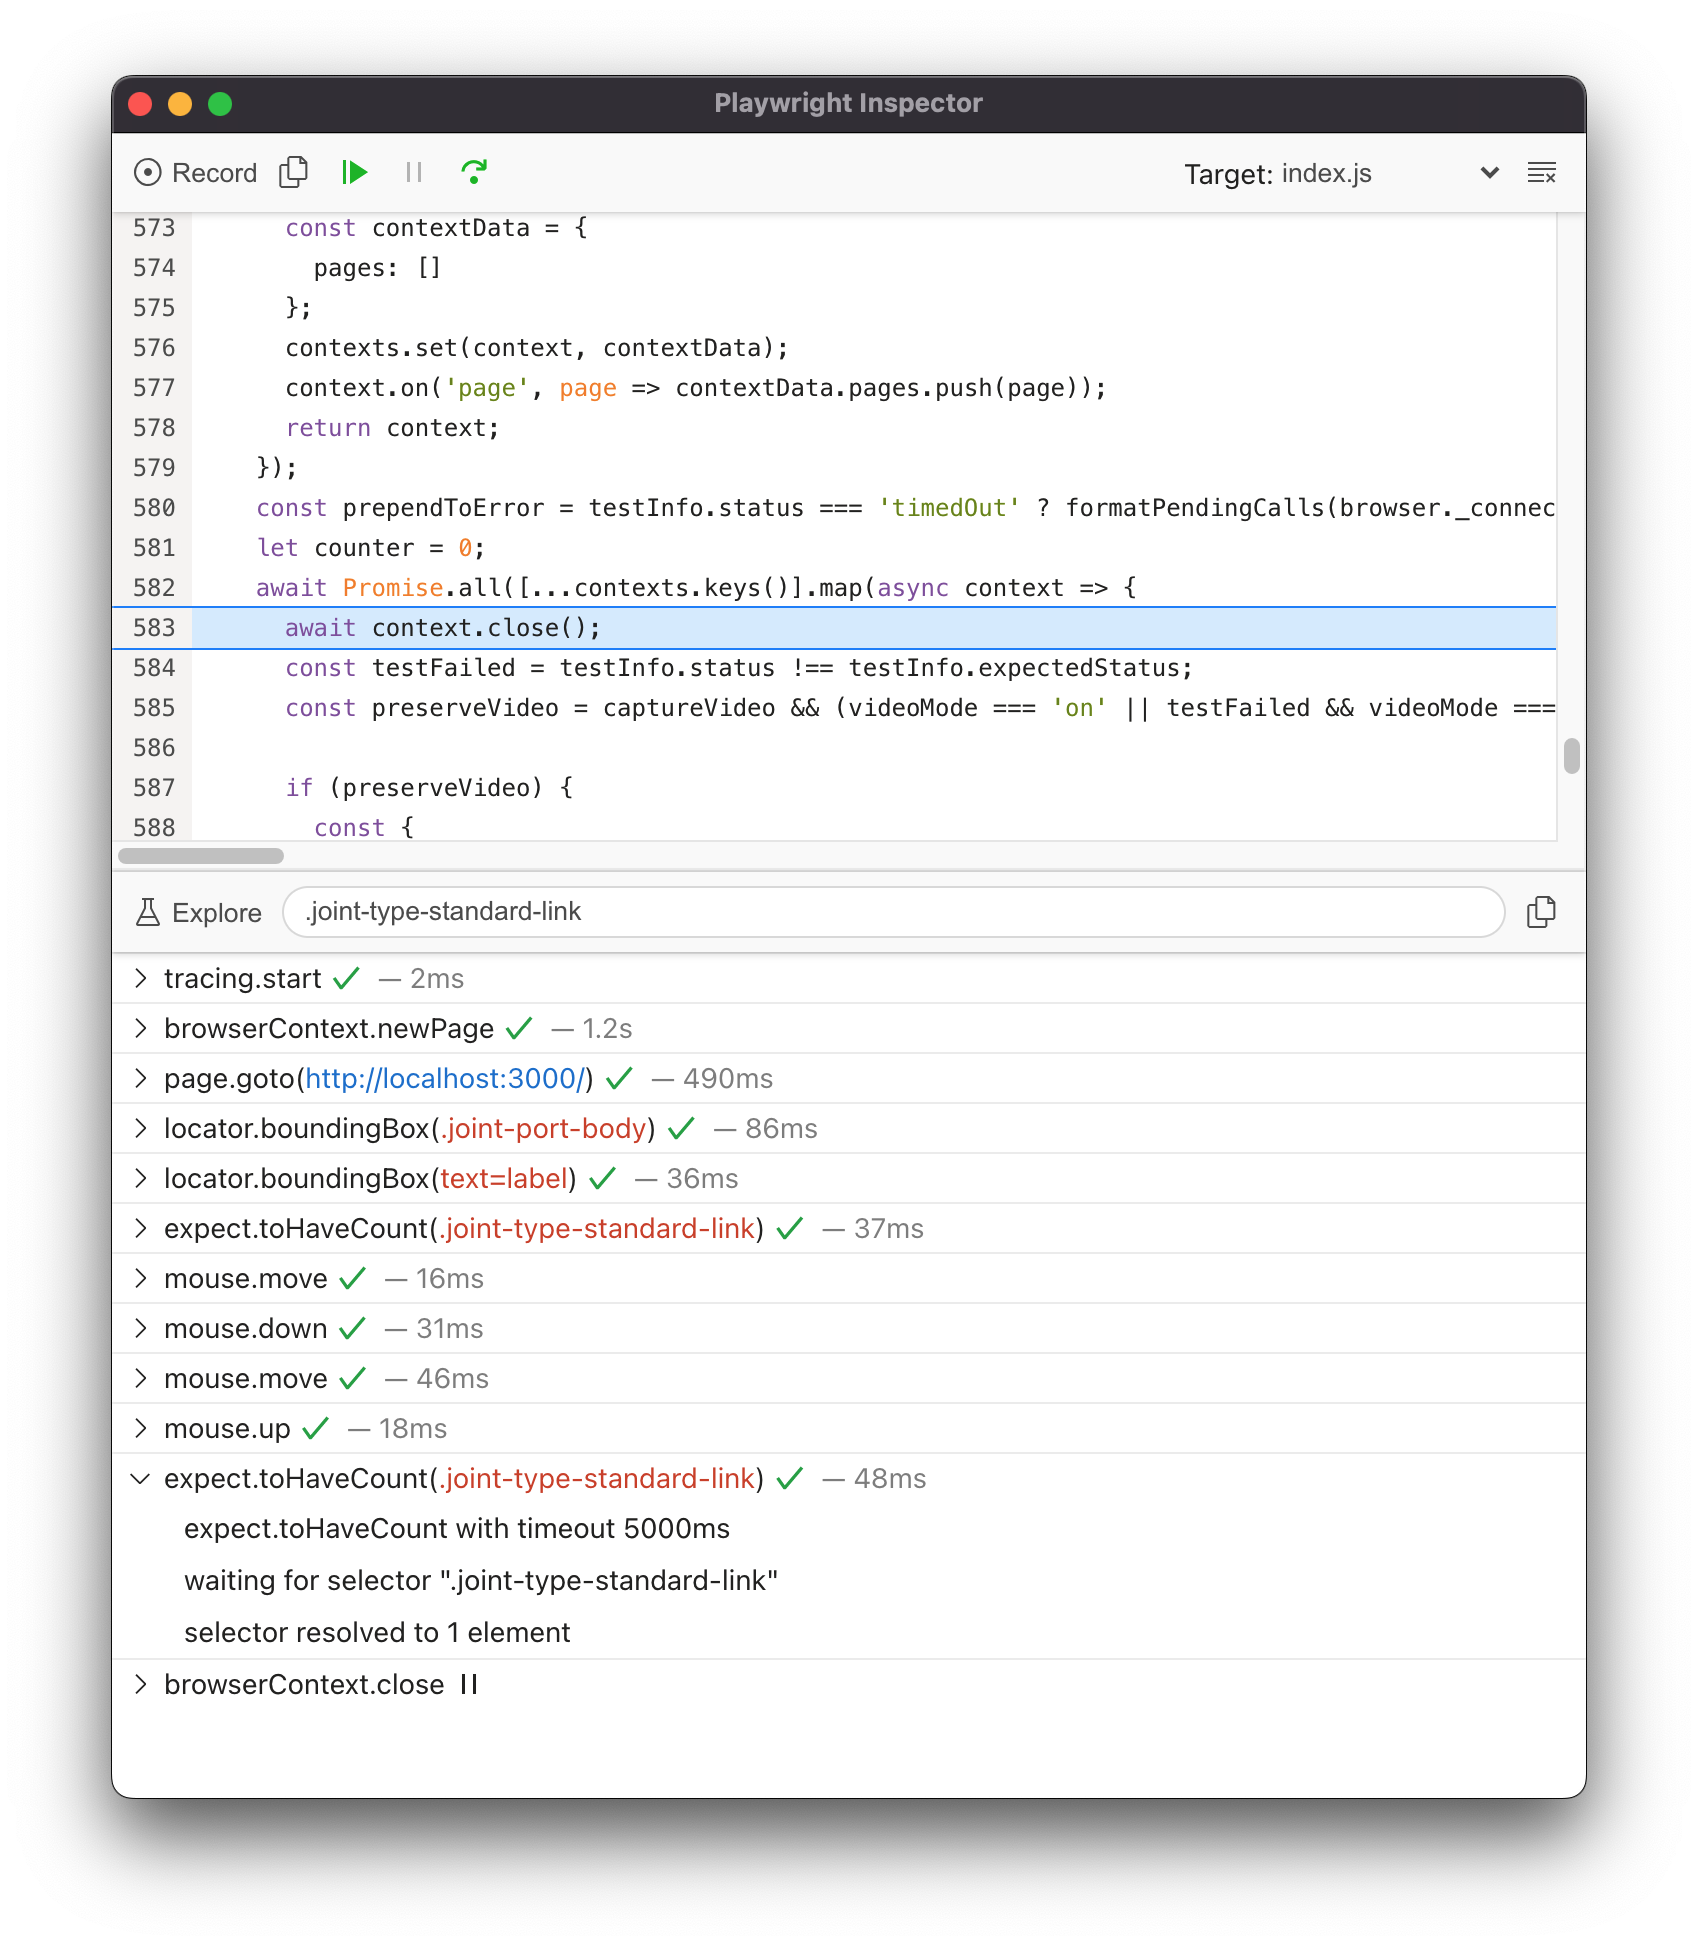 Playwright Inspector
Record Target: index.js
573 const contextData = {
574 pages: []
575 };
576 contexts.set(context, contextData);
577 context.on('page', page => contextData.pages.push(page));
578 return context;
579 });
580 const prependToError = testInfo.status === 'timedOut' ? formatPendingCalls(browser._connec
581 let counter = 0;
582 await Promise.all([...contexts.keys()].map(async context => {
583 await context.close();
584 const testFailed = testInfo.status !== testInfo.expectedStatus;
585 const preserveVideo = captureVideo && (videoMode === 'on' || testFailed && videoMode ===
586
587 if (preserveVideo) {
588 const {
Explore .joint-type-standard-link
tracing.start — 2ms
browserContext.newPage — 1.2s
page.goto(http://localhost:3000/) — 490ms
locator.boundingBox(.joint-port-body) — 86ms
locator.boundingBox(text=label) — 36ms
expect.toHaveCount(.joint-type-standard-link) — 37ms
mouse.move — 16ms
mouse.down — 31ms
mouse.move — 46ms
mouse.up — 18ms
expect.toHaveCount(.joint-type-standard-link) — 48ms
expect.toHaveCount with timeout 5000ms
waiting for selector ".joint-type-standard-link"
selector resolved to 1 element
browserContext.close